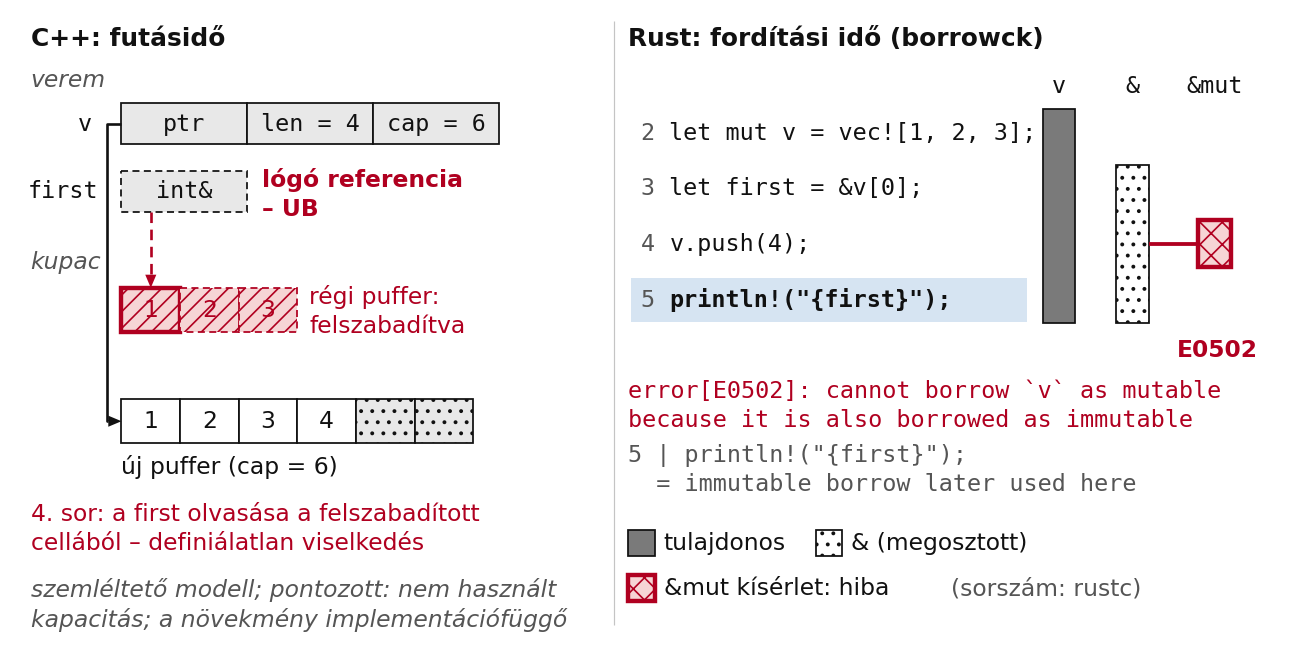 C++: futásidő
verem
v ptr len = 4 cap = 6
first int& lógó referencia
– UB
kupac
1 2 3 régi puffer:
felszabadítva
1 2 3 4
új puffer (cap = 6)
4. sor: a first olvasása a felszabadított
cellából – definiálatlan viselkedés
szemléltető modell; pontozott: nem használt
kapacitás; a növekmény implementációfüggő
Rust: fordítási idő (borrowck)
v & &mut
2 let mut v = vec![1, 2, 3];
3 let first = &v[0];
4 v.push(4);
5 println!("{first}");
E0502
error[E0502]: cannot borrow `v` as mutable
because it is also borrowed as immutable
5 | println!("{first}");
= immutable borrow later used here
tulajdonos & (megosztott)
&mut kísérlet: hiba (sorszám: rustc)